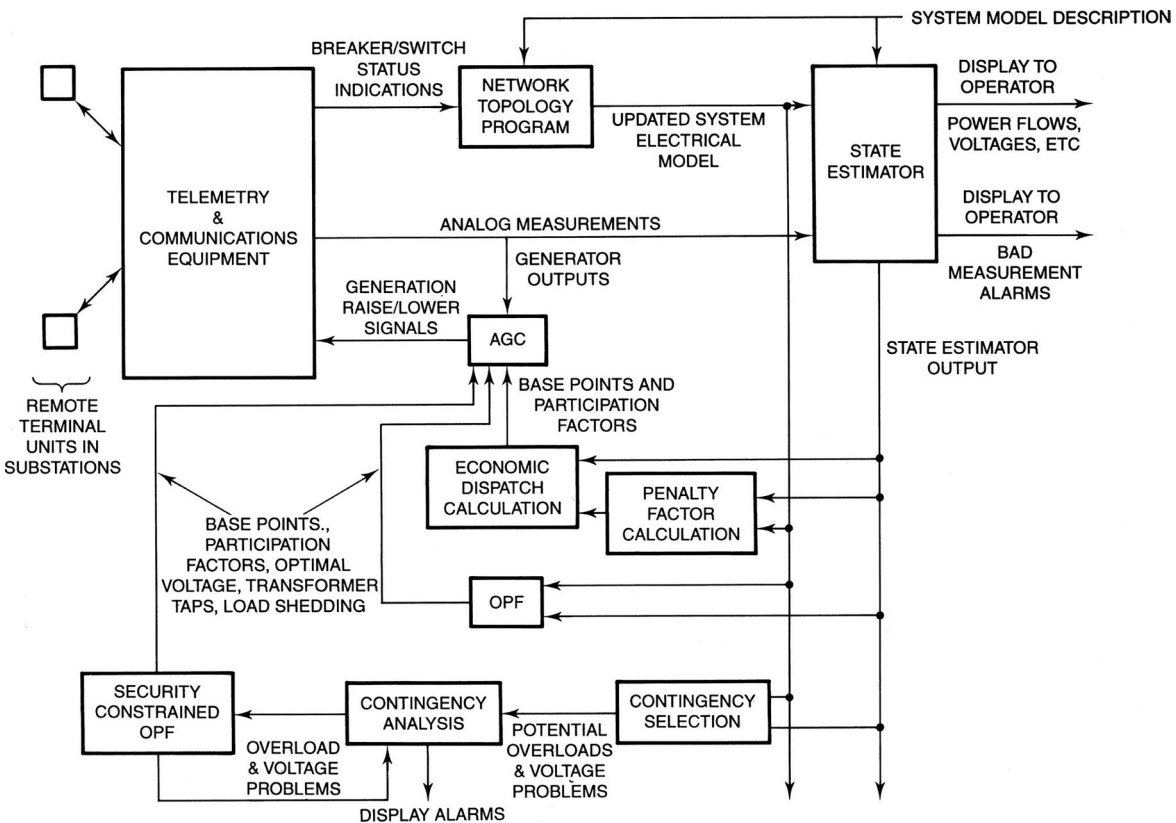 SYSTEM MODEL DESCRIPTION
BREAKER/SWITCH
STATUS
INDICATIONS
NETWORK
TOPOLOGY
PROGRAM
UPDATED SYSTEM
ELECTRICAL
MODEL
STATE
ESTIMATOR
DISPLAY TO
OPERATOR
POWER FLOWS,
VOLTAGES, ETC
DISPLAY TO
OPERATOR
BAD
MEASUREMENT
ALARMS
TELEMETRY
&
COMMUNICATIONS
EQUIPMENT
ANALOG MEASUREMENTS
GENERATOR
OUTPUTS
GENERATION
RAISE/LOWER
SIGNALS
AGC
STATE ESTIMATOR
OUTPUT
REMOTE
TERMINAL
UNITS IN
SUBSTATIONS
BASE POINTS AND
PARTICIPATION
FACTORS
ECONOMIC
DISPATCH
CALCULATION
PENALTY
FACTOR
CALCULATION
BASE POINTS.,
PARTICIPATION
FACTORS, OPTIMAL
VOLTAGE, TRANSFORMER
TAPS, LOAD SHEDDING
OPF
SECURITY
CONSTRAINED
OPF
CONTINGENCY
ANALYSIS
CONTINGENCY
SELECTION
OVERLOAD
& VOLTAGE
PROBLEMS
POTENTIAL
OVERLOADS
& VOLTAGE
PROBLEMS
DISPLAY ALARMS